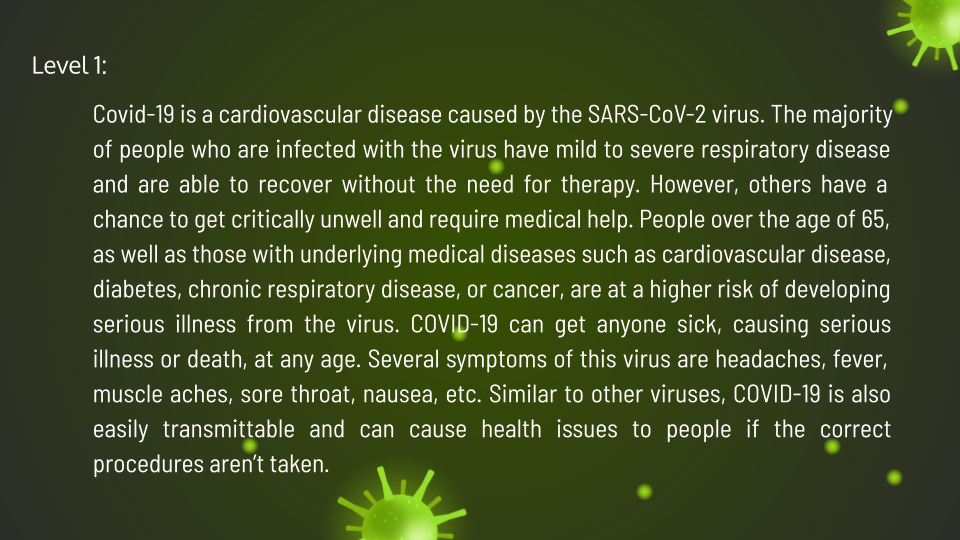 Level 1:
Covid-19 is a cardiovascular disease caused by the SARS-CoV-2 virus. The majority
of people who are infected with the virus have mild to severe respiratory disease
and are able to recover without the need for therapy. However, others have a
chance to get critically unwell and require medical help. People over the age of 65,
as well as those with underlying medical diseases such as cardiovascular disease,
diabetes, chronic respiratory disease, or cancer, are at a higher risk of developing
serious illness from the virus. COVID-19 can get anyone sick, causing serious
illness or death, at any age. Several symptoms of this virus are headaches, fever,
muscle aches, sore throat, nausea, etc. Similar to other viruses, COVID-19 is also
easily transmittable and can cause health issues to people if the correct
procedures aren't taken.